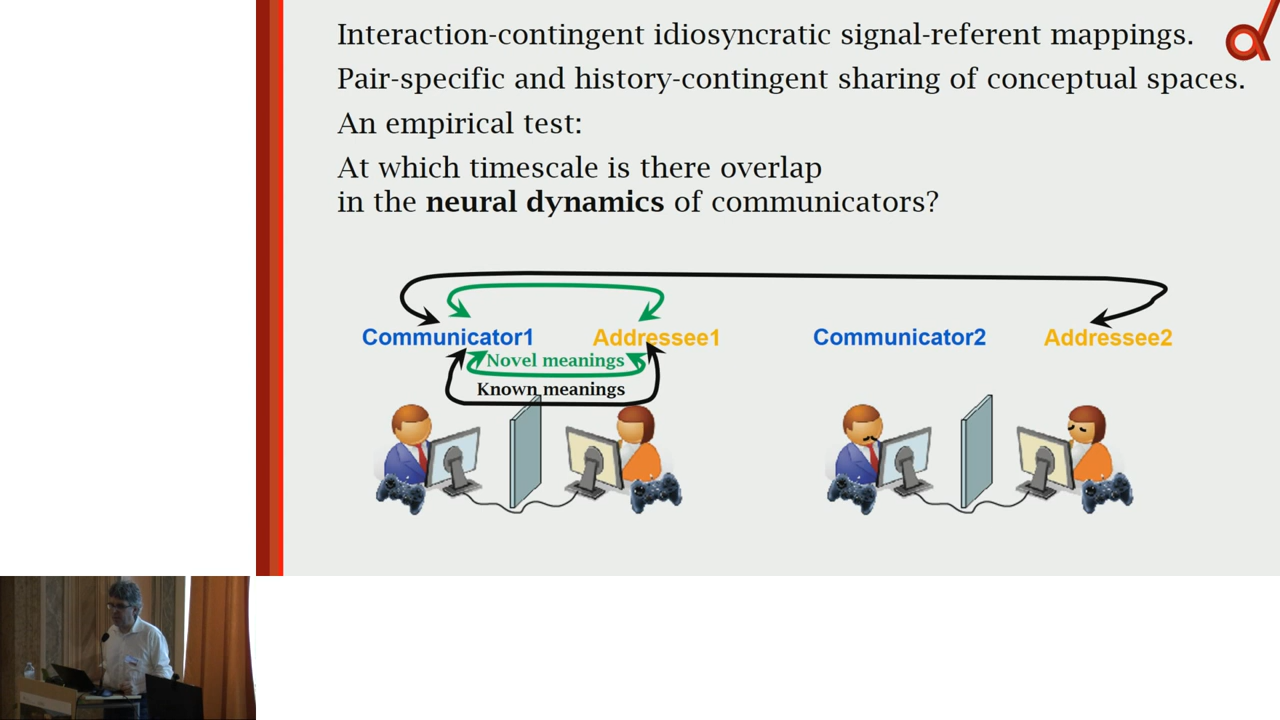 Interaction-contingent idiosyncratic signal-referent mappings.
Pair-specific and history-contingent sharing of conceptual spaces.
An empirical test:
At which timescale is there overlap
in the neural dynamics of communicators?
Communicator1
Addressee1
Communicator2
Addressee2
Novel meanings
Known meanings